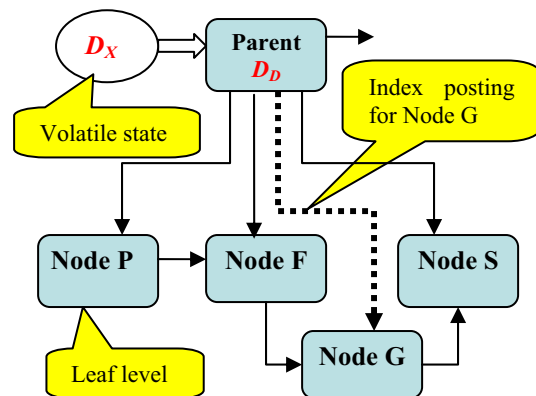 D_X
Parent
D_D
Index posting
for Node G
Volatile state
Node P
Node F
Node S
Node G
Leaf level